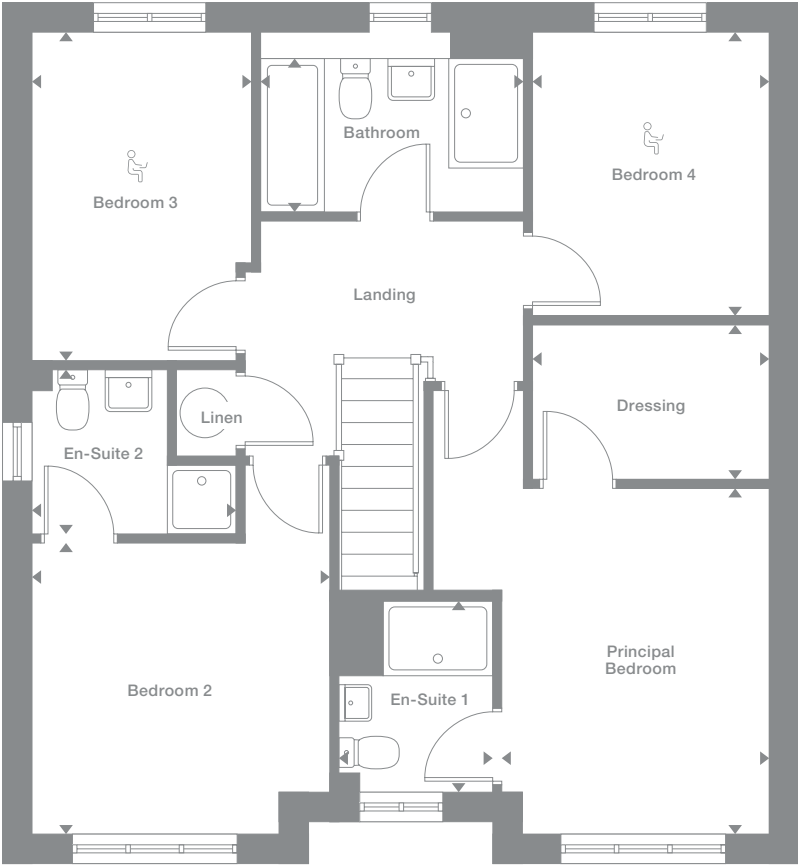 Bathroom
Bedroom 3
Bedroom 4
Landing
Linen
Dressing
En-Suite 2
Bedroom 2
En-Suite 1
Principal
Bedroom